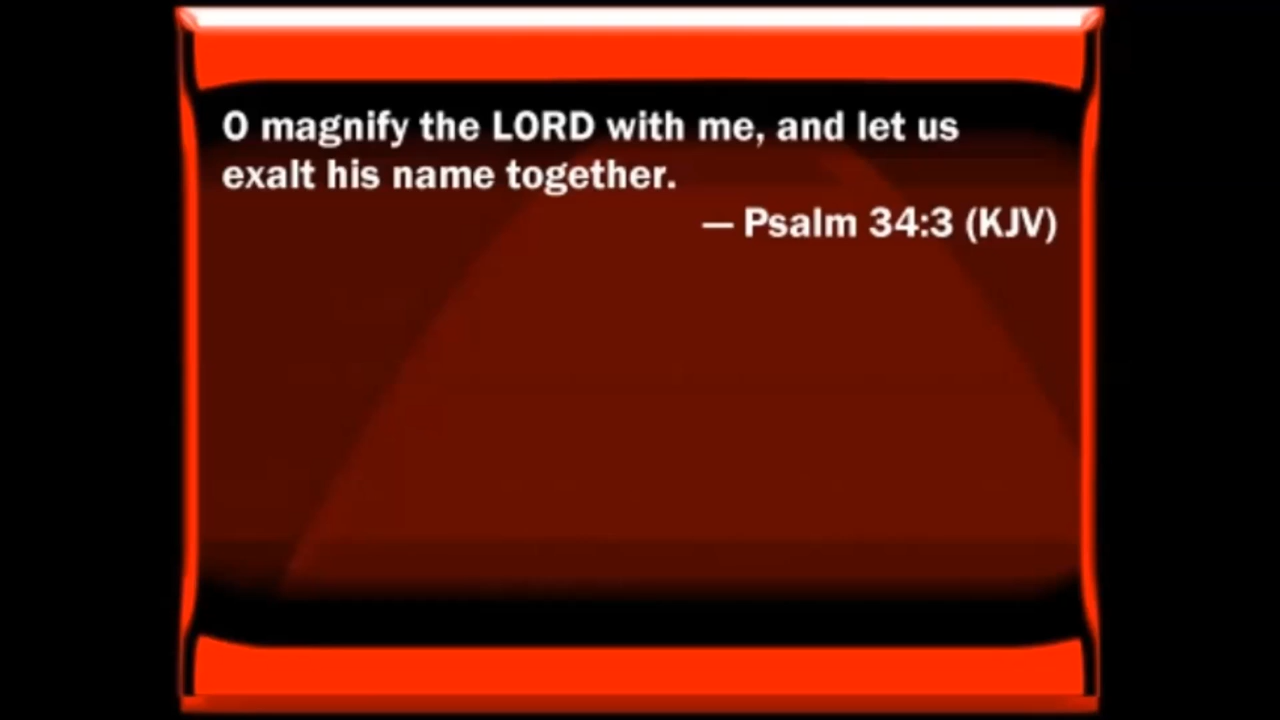 O magnify the LORD with me, and let us
exalt his name together.
— Psalm 34:3 (KJV)